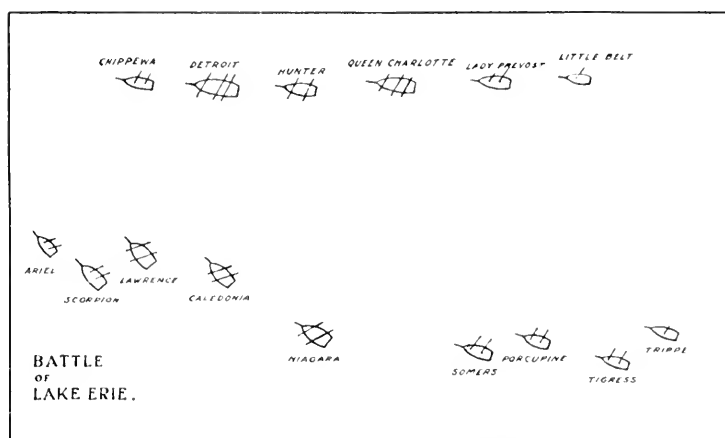 CHIPPEWA DETROIT HUNTER QUEEN CHARLOTTE LADY PREVOST LITTLE BELT
ARIEL
SCORPION
LAWRENCE
CALEDONIA
NIAGARA
SOMERS
PORCUPINE
TIGRESS
TRIPPE
BATTLE
OF
LAKE ERIE.